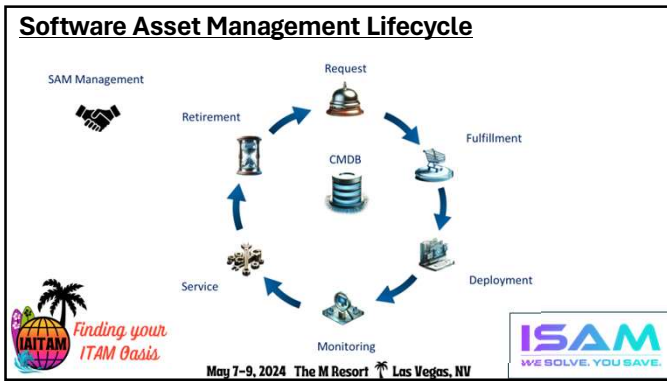 Software Asset Management Lifecycle
SAM Management
Request
Retirement
Fulfillment
CMDB
Service
Deployment
Monitoring
IAITAM
Finding your
ITAM Oasis
May 7-9, 2024 The M Resort Las Vegas, NV
ISAM
WE SOLVE. YOU SAVE.